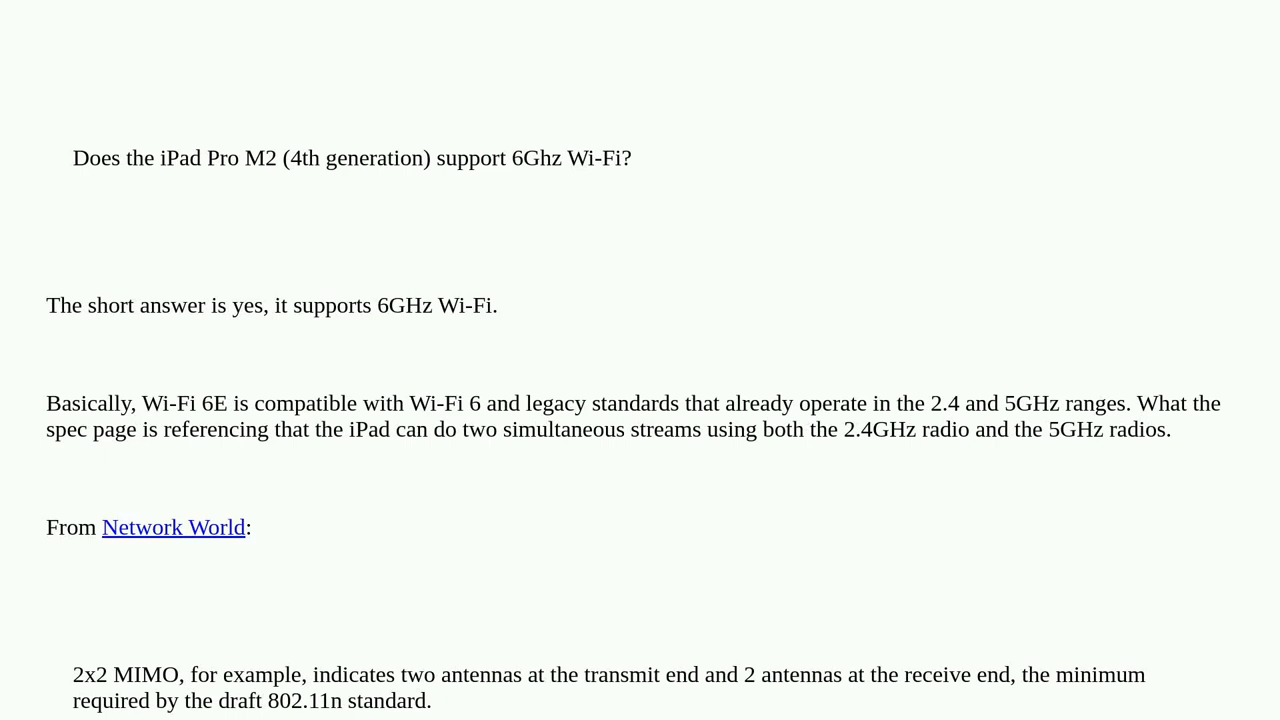 Does the iPad Pro M2 (4th generation) support 6Ghz Wi-Fi?
The short answer is yes, it supports 6GHz Wi-Fi.
Basically, Wi-Fi 6E is compatible with Wi-Fi 6 and legacy standards that already operate in the 2.4 and 5GHz ranges. What the
spec page is referencing that the iPad can do two simultaneous streams using both the 2.4GHz radio and the 5GHz radios.
From Network World:
2x2 MIMO, for example, indicates two antennas at the transmit end and 2 antennas at the receive end, the minimum
required by the draft 802.11n standard.